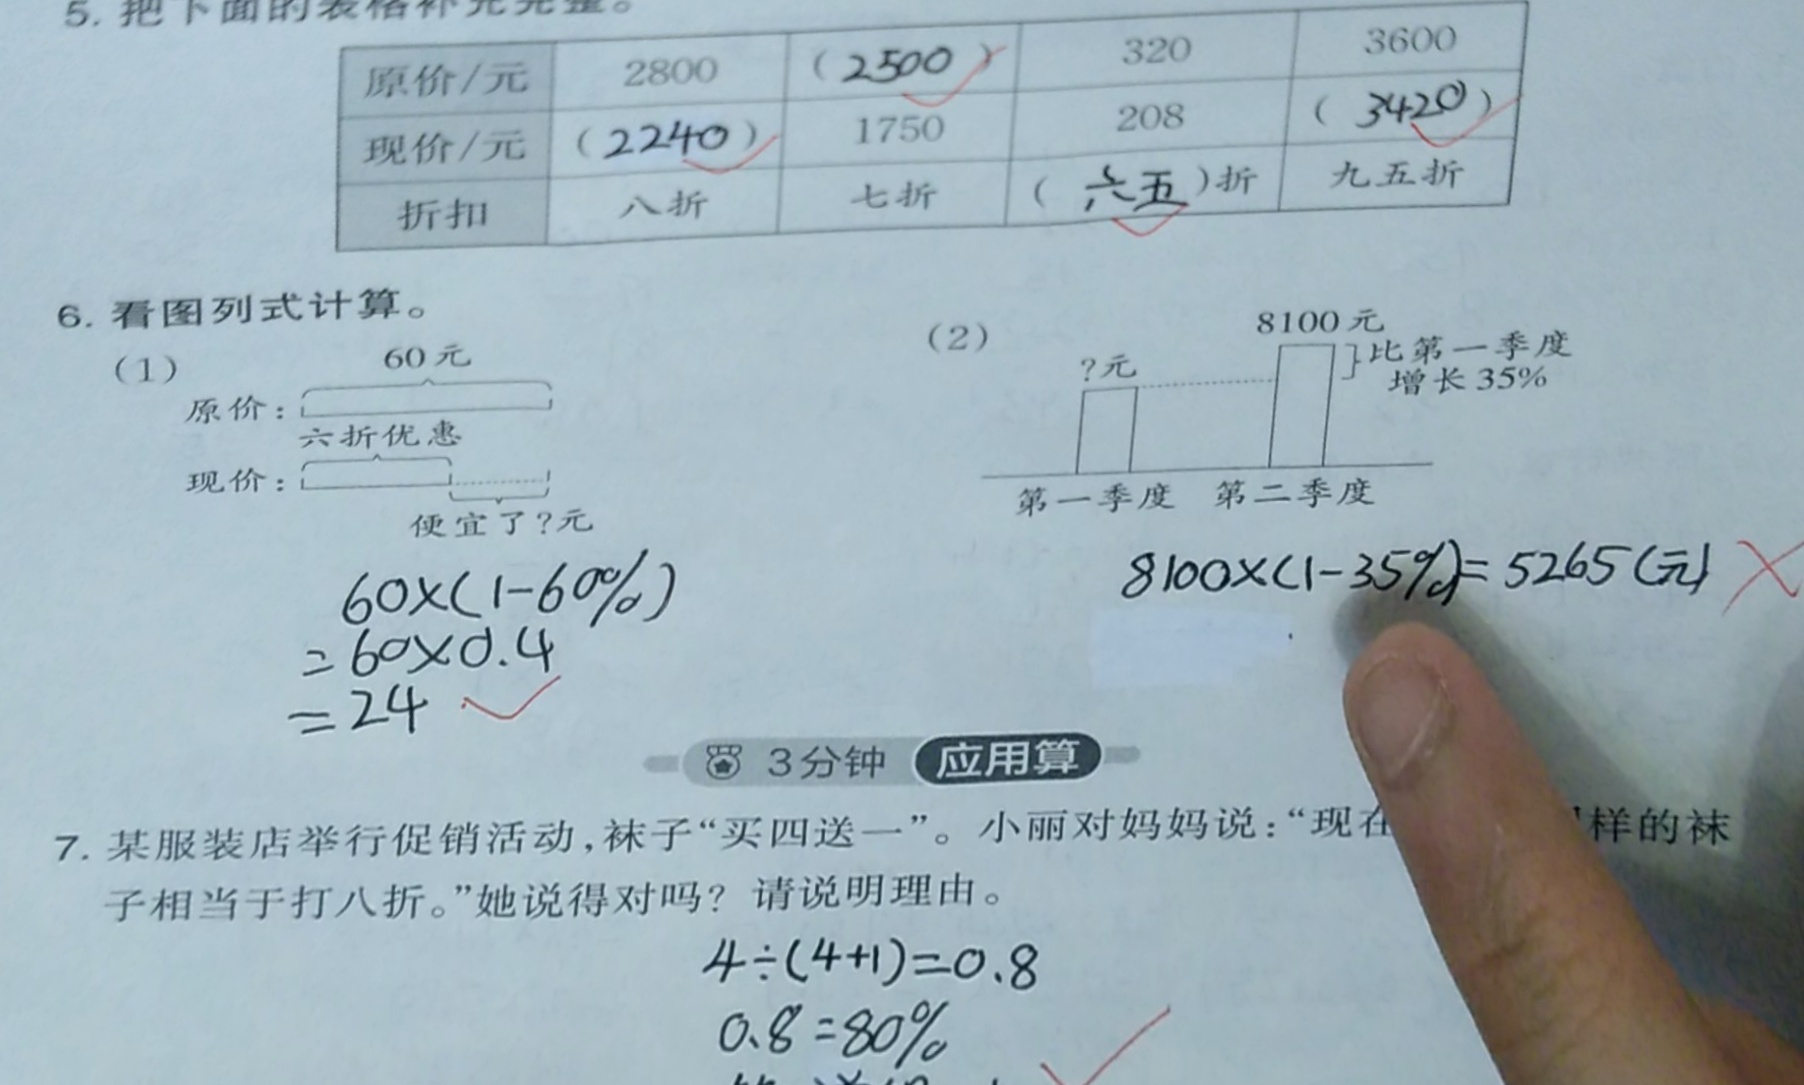 5. 把下面的表格补充完整。
原价/元 2800 (2500) 320 3600
现价/元 (2240) 1750 208 (3420)
折扣 八折 七折 (六五)折 九五折
6. 看图列式计算。
(1)
60元
原价:
六折优惠
现价:
便宜了?元
60×(1-60%)
=60×0.4
=24
(2)
8100元
?元
比第一季度
增长35%
第一季度 第二季度
8100×(1-35%)=5265(元)
3分钟 应用算
7. 某服装店举行促销活动,袜子“买四送一”。小丽对妈妈说:“现在 样的袜
子相当于打八折。”她说得对吗? 请说明理由。
4÷(4+1)=0.8
0.8=80%